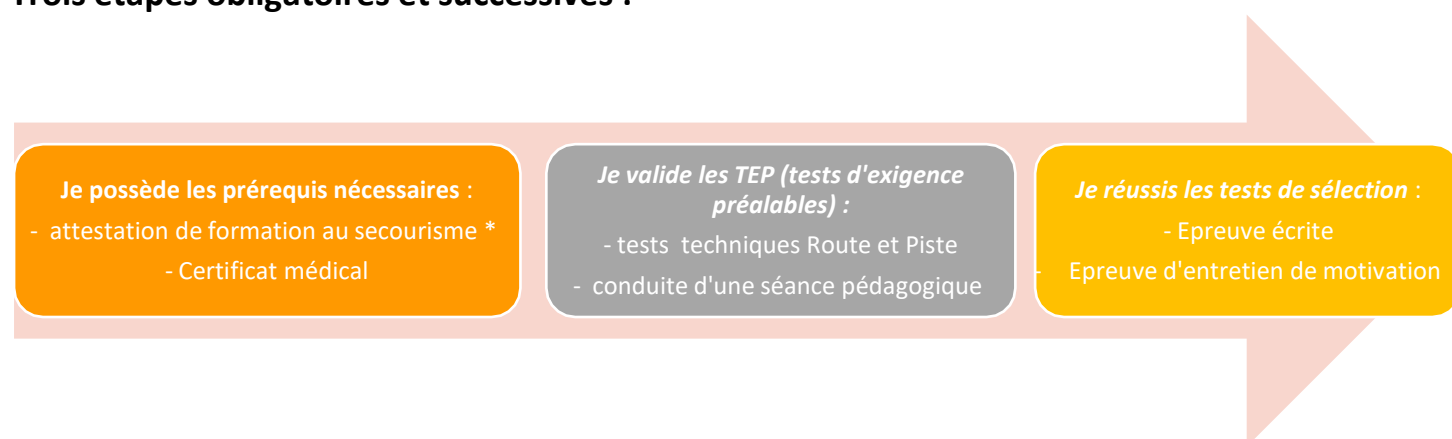 Trois étapes obligatoires et successives :
Je possède les prérequis nécessaires :
- attestation de formation au secourisme *
- Certificat médical
Je valide les TEP (tests d'exigence
préalables) :
- tests techniques Route et Piste
- conduite d'une séance pédagogique
Je réussis les tests de sélection :
- Epreuve écrite
- Epreuve d'entretien de motivation